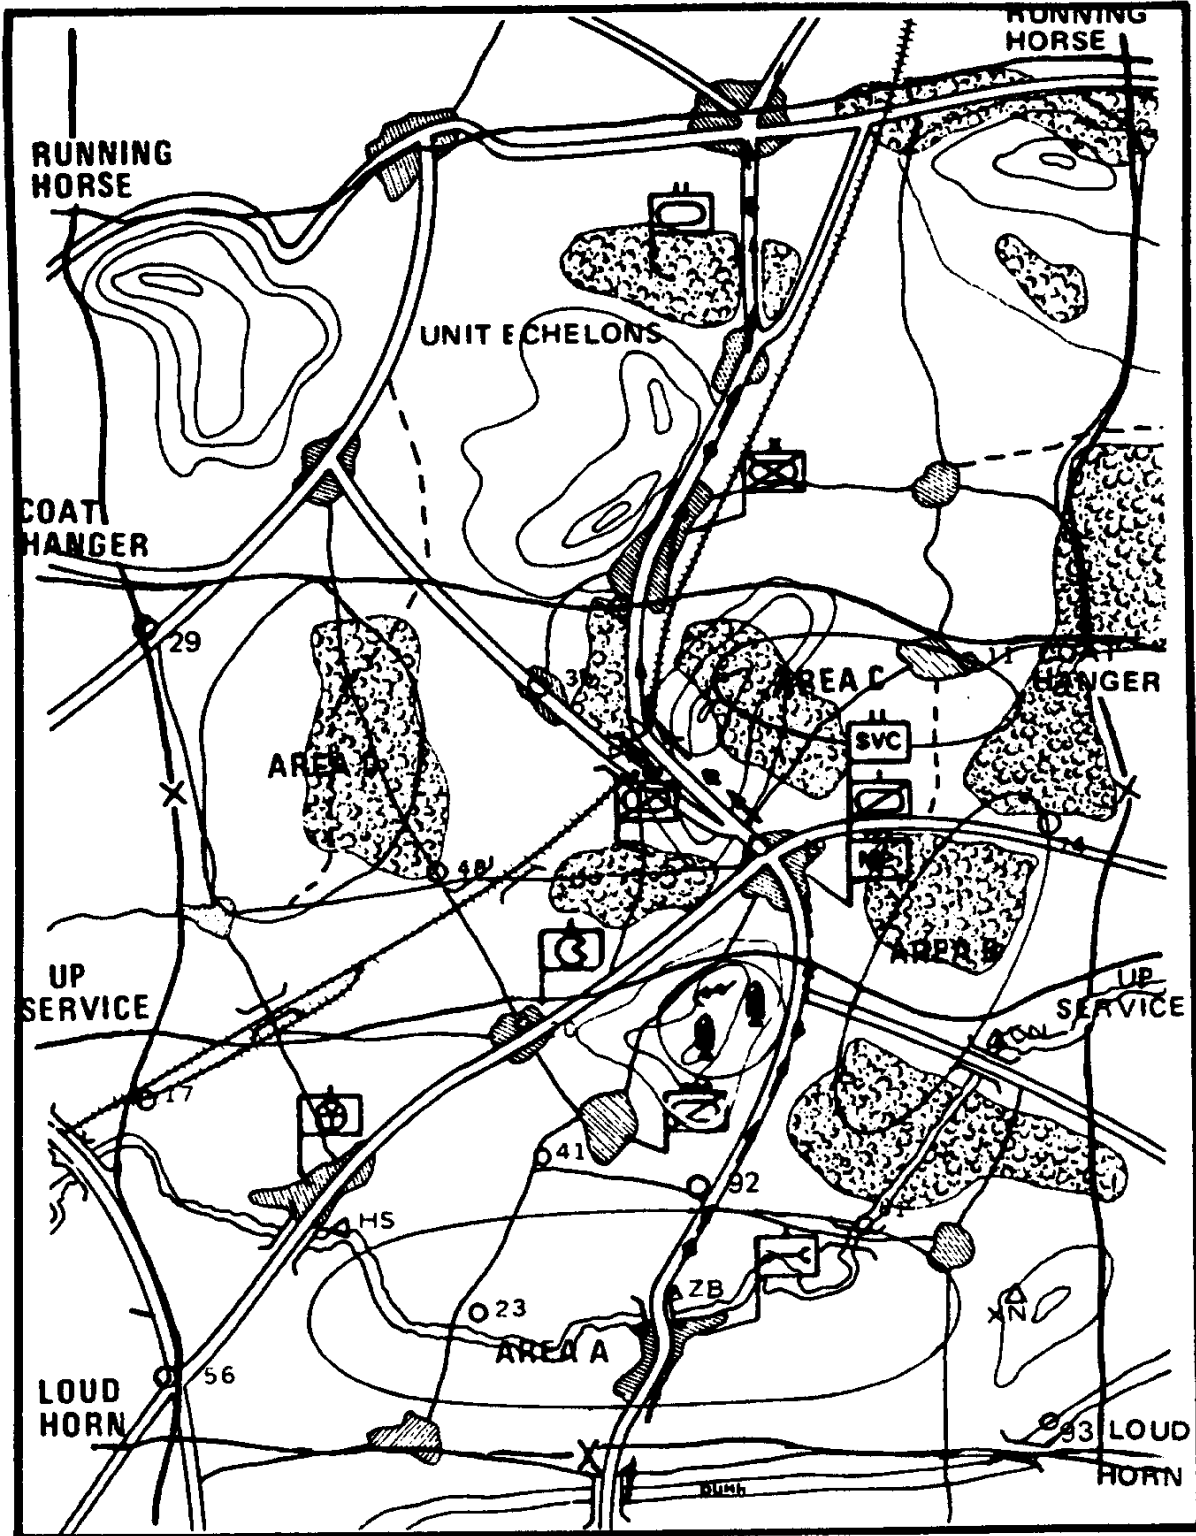 RUNNING
HORSE
RUNNING
HORSE
UNIT ECHELONS
COAT
HANGER
29
11
AREA C
HANGER
SVC
AREA D
AREA B
UP
SERVICE
UP
SERVICE
17
41
92
HS
ZB
23
AREA A
N
56
LOUD
HORN
93 LOUD
HORN